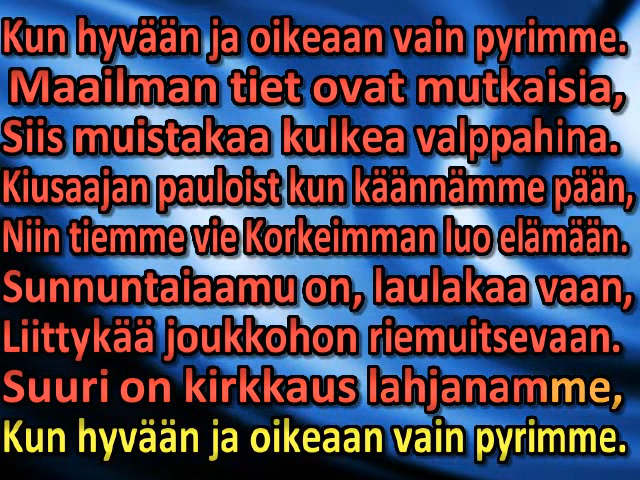 Kun hyvään ja oikeaan vain pyrimme.
Maailman tiet ovat mutkaisia,
Siis muistakaa kulkea valppahina.
Kiusaajan pauloist kun käännämme pään,
Niin tiemme vie Korkeimman luo elämään.
Sunnuntaiaamu on, laulakaa vaan,
Liittykää joukkohon riemuitsevaan.
Suuri on kirkkaus lahjanamme,
Kun hyvään ja oikeaan vain pyrimme.